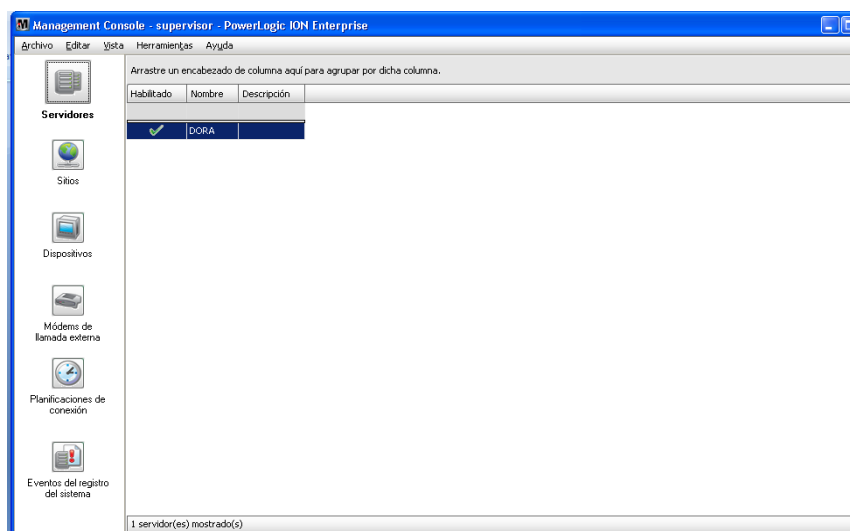 Management Console - supervisor - PowerLogic ION Enterprise
Archivo Editar Vista Herramientas Ayuda
Arrastre un encabezado de columna aquí para agrupar por dicha columna.
Habilitado Nombre Descripción
DORA
Servidores
Sitios
Dispositivos
Módems de
llamada externa
Planificaciones de
conexión
Eventos del registro
del sistema
1 servidor(es) mostrado(s)